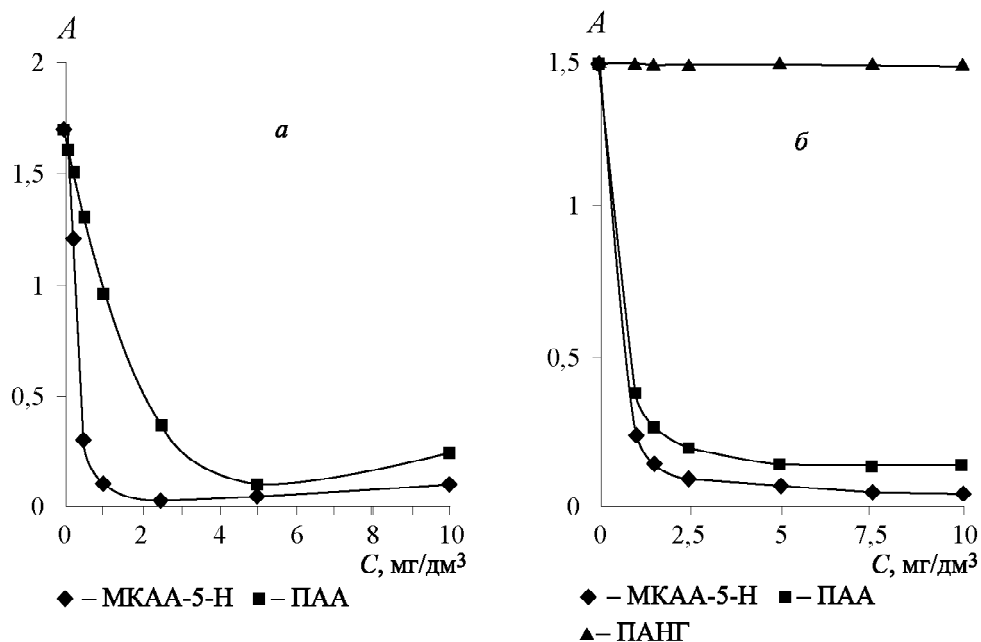 A
2
1,5
1
0,5
0
а
0 2 4 6 8 10
C, мг/дм³
◆ – МКАА-5-Н ■ – ПАА
A
1,5
1
0,5
0
б
0 2,5 5 7,5 10
C, мг/дм³
◆ – МКАА-5-Н ■ – ПАА
▲ – ПАНГ